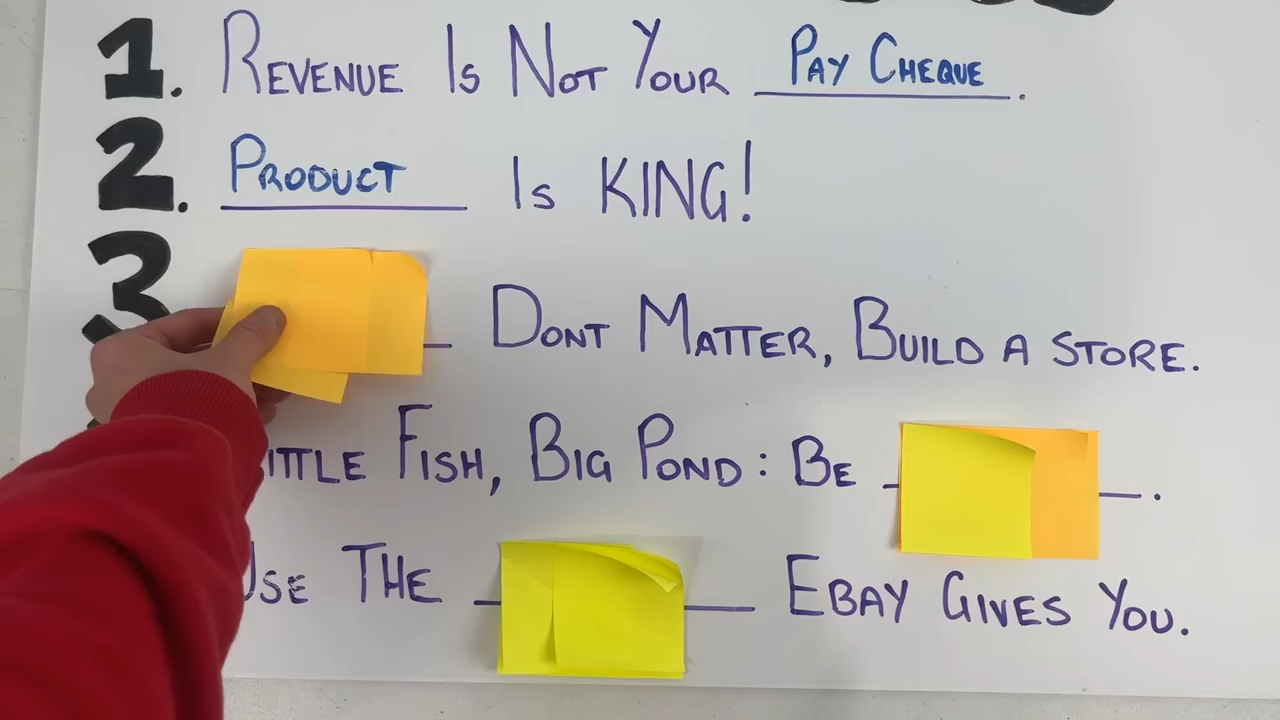 1. Revenue Is Not Your Pay Cheque.
2. Product Is KING!
3 Dont Matter, Build a store.
ittle Fish, Big Pond: Be .
Use The Ebay Gives You.